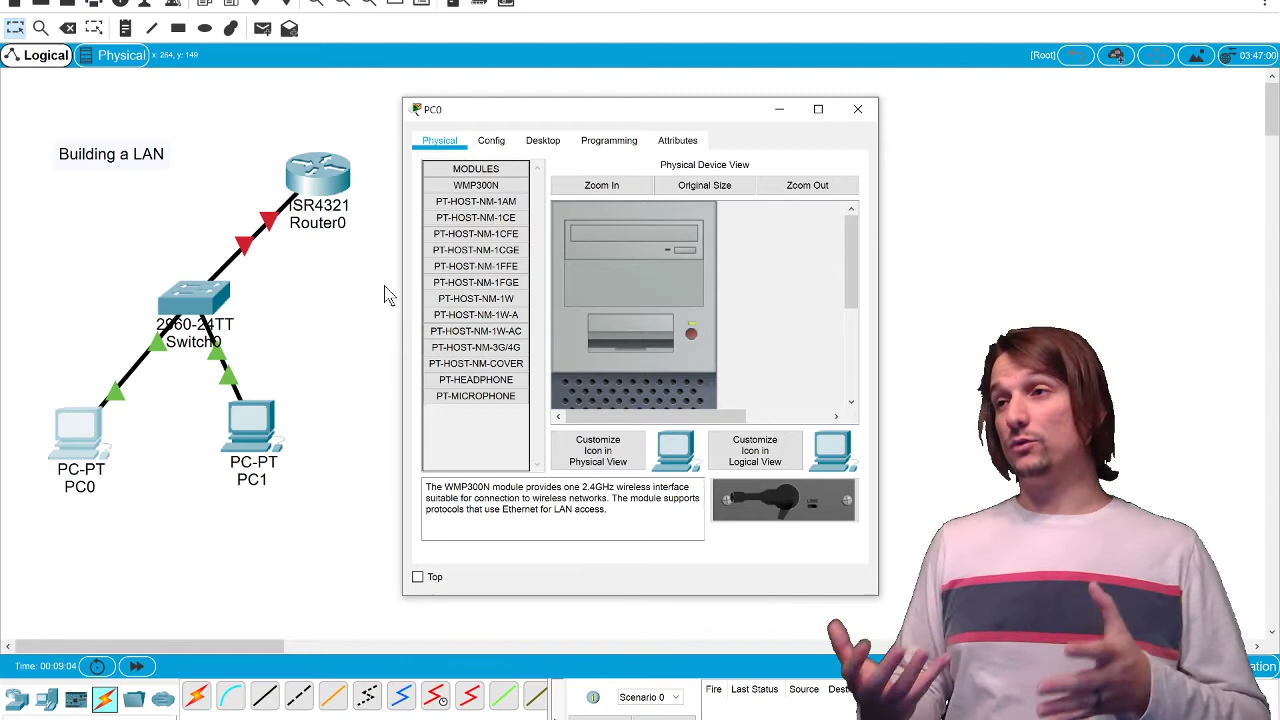 Logical
Physical
x: 264, y: 149
[Root]
03:47:00
Building a LAN
ISR4321
Router0
2960-24TT
Switch0
PC-PT
PC0
PC-PT
PC1
PC0
Physical
Config
Desktop
Programming
Attributes
MODULES
WMP300N
PT-HOST-NM-1AM
PT-HOST-NM-1CE
PT-HOST-NM-1CFE
PT-HOST-NM-1CGE
PT-HOST-NM-1FFE
PT-HOST-NM-1FGE
PT-HOST-NM-1W
PT-HOST-NM-1W-A
PT-HOST-NM-1W-AC
PT-HOST-NM-3G/4G
PT-HOST-NM-COVER
PT-HEADPHONE
PT-MICROPHONE
Physical Device View
Zoom In
Original Size
Zoom Out
Customize
Icon in
Physical View
Customize
Icon in
Logical View
The WMP300N module provides one 2.4GHz wireless interface
suitable for connection to wireless networks. The module supports
protocols that use Ethernet for LAN access.
LINK
Top
Time: 00:09:04
Scenario 0
Fire
Last Status
Source